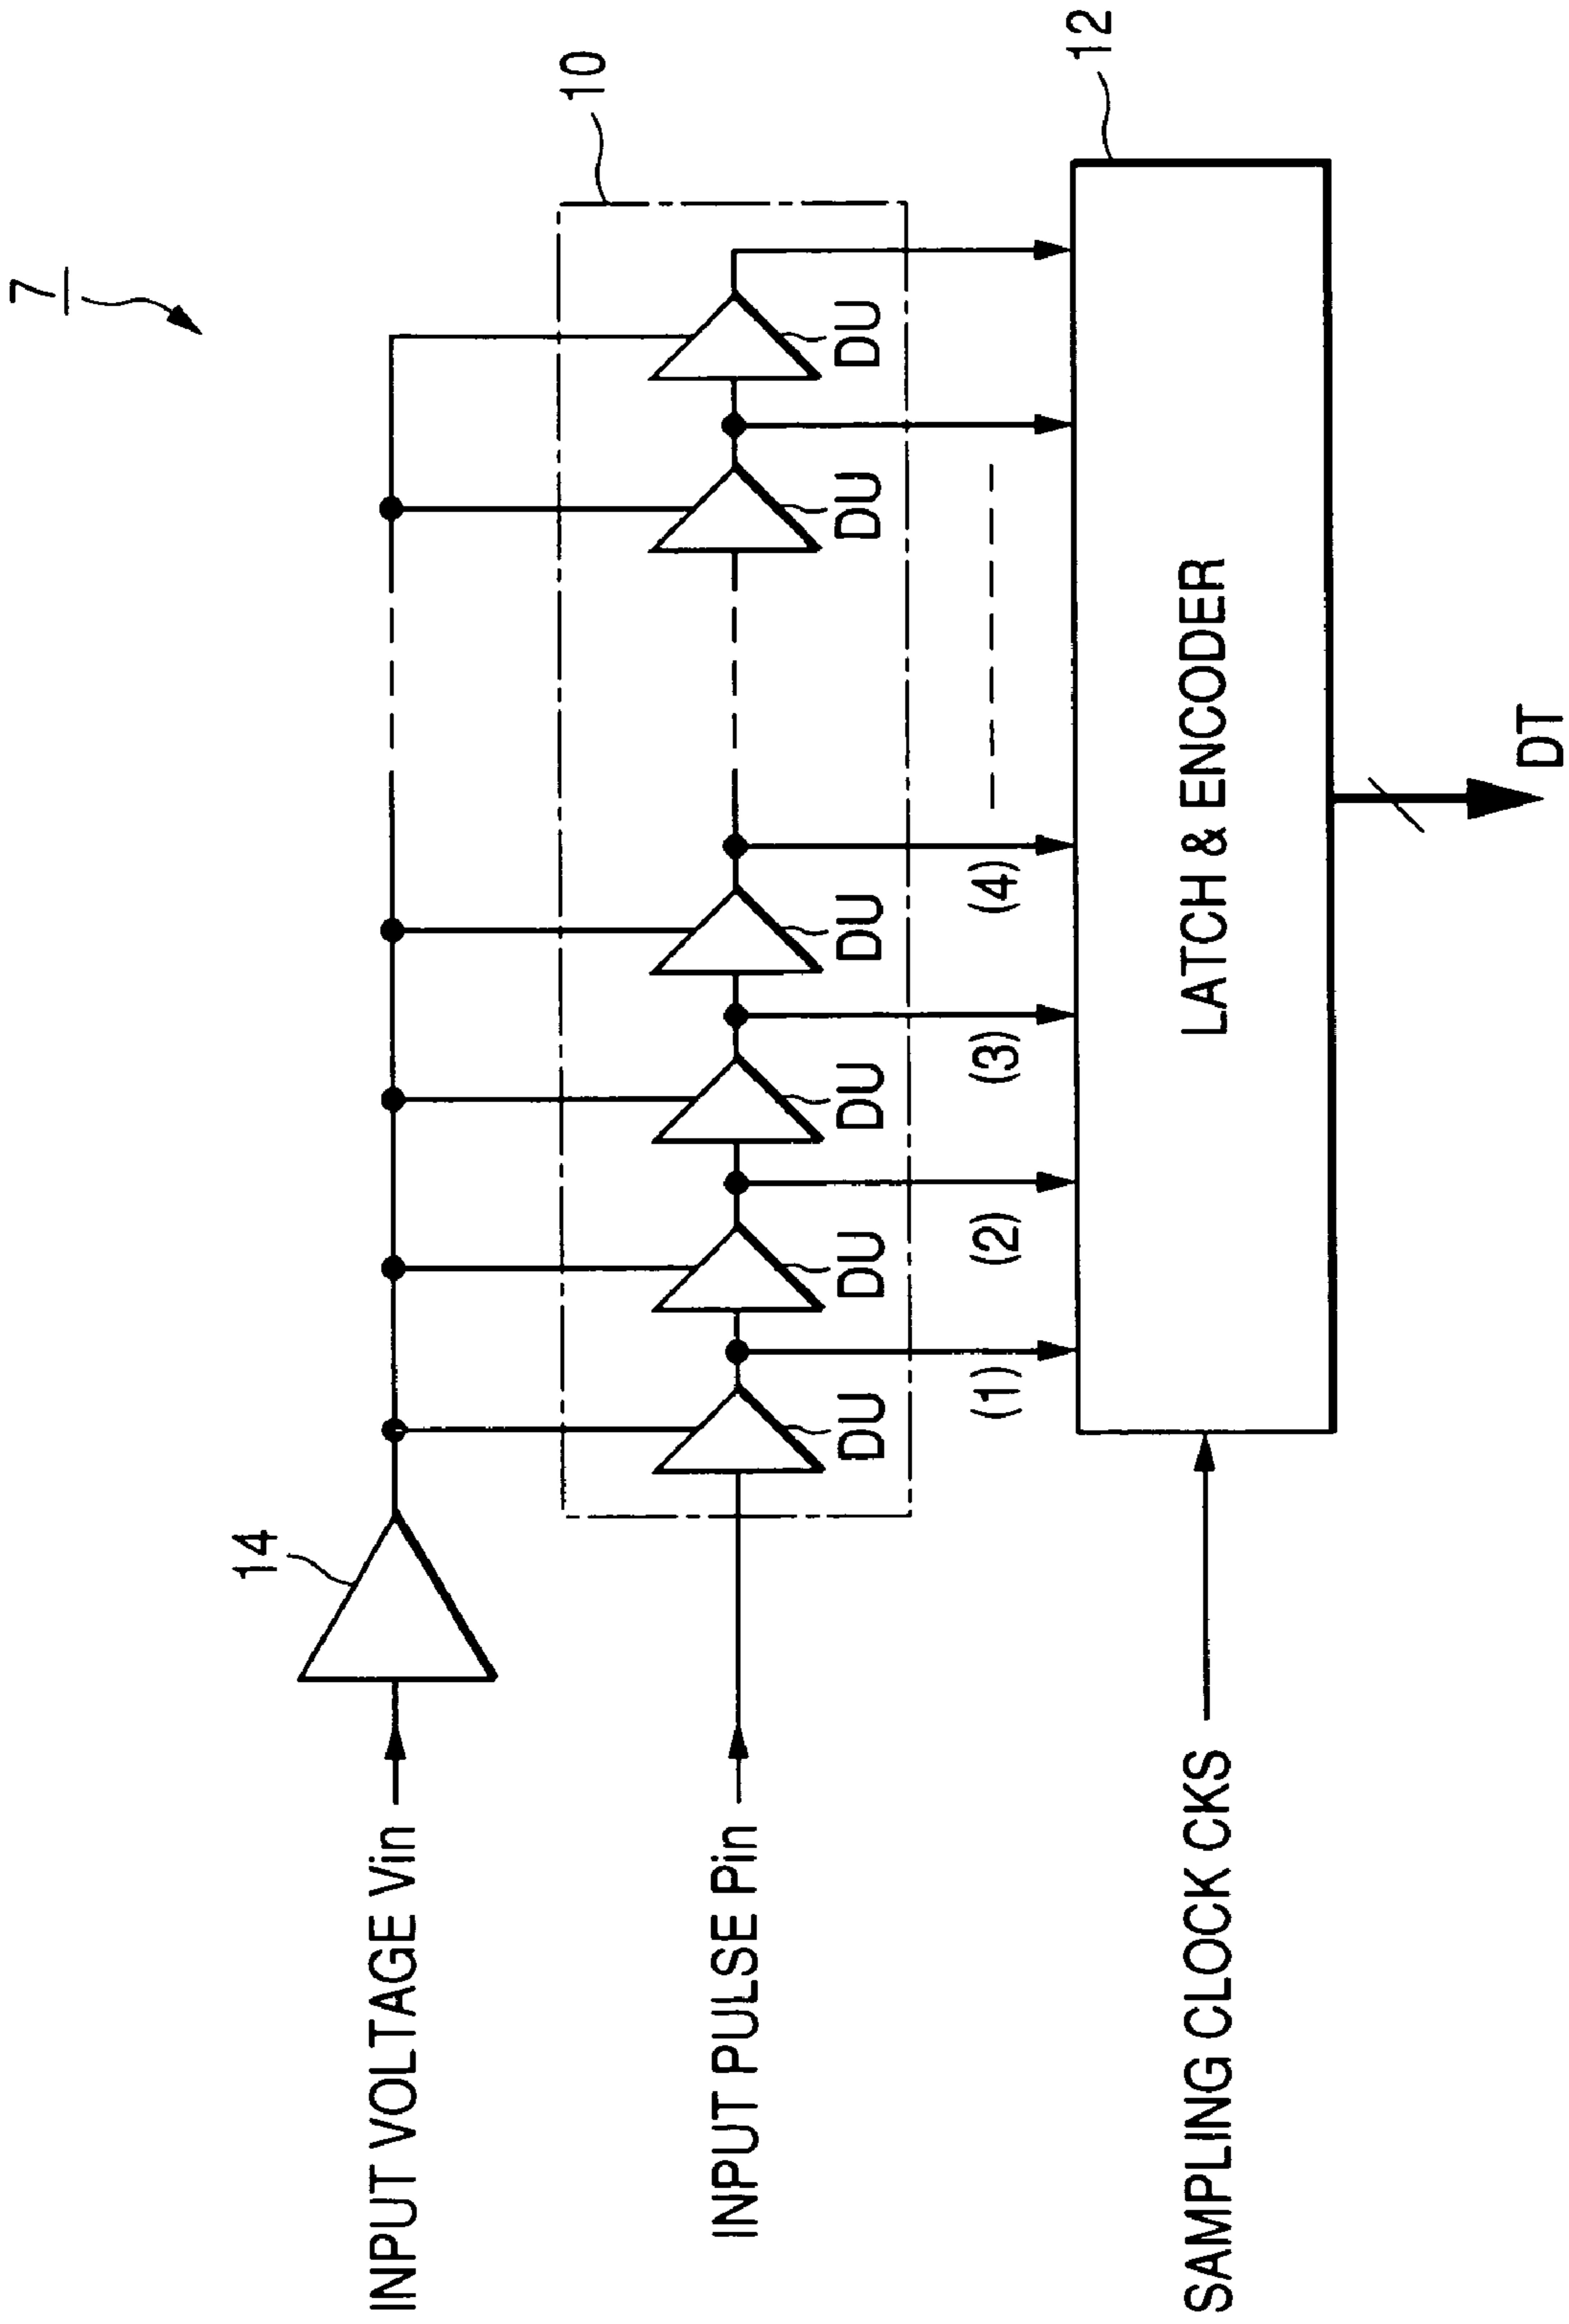 7
10
12
14
INPUT VOLTAGE Vin
INPUT PULSE Pin
DU
DU
DU
DU
DU
DU
(1)
(2)
(3)
(4)
SAMPLING CLOCK CKS
LATCH & ENCODER
DT